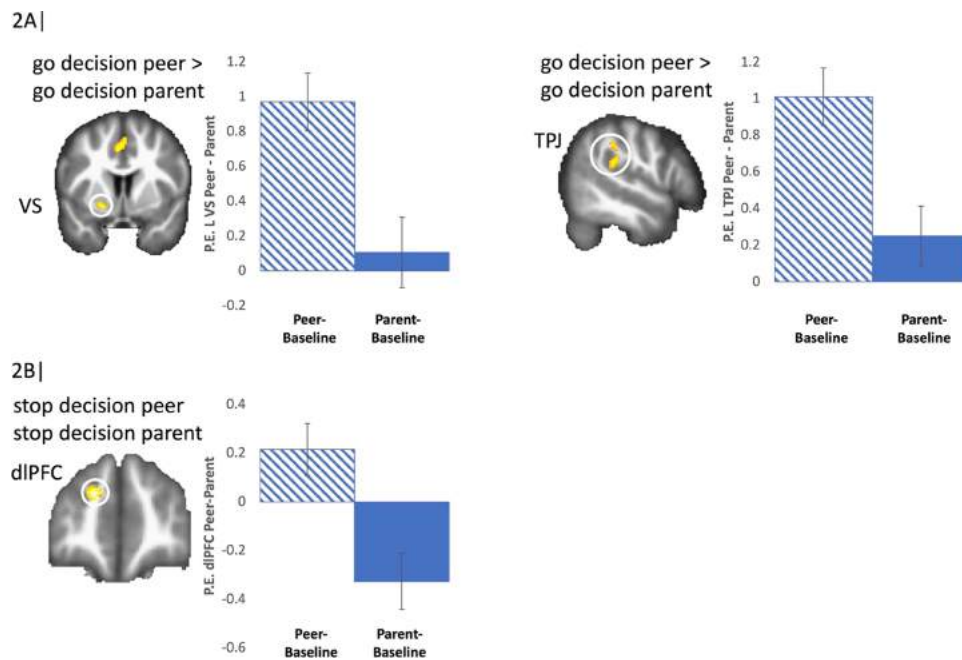 2A|
go decision peer >
go decision parent
VS
P.E. L VS Peer - Parent
1.2
1
0.8
0.6
0.4
0.2
0
-0.2
Peer-
Baseline
Parent-
Baseline
go decision peer >
go decision parent
TPJ
P.E. L TPJ Peer - Parent
1.2
1
0.8
0.6
0.4
0.2
0
Peer-
Baseline
Parent-
Baseline
2B|
stop decision peer
stop decision parent
dlPFC
P.E. dlPFC Peer-Parent
0.4
0.2
0
-0.2
-0.4
-0.6
Peer-
Baseline
Parent-
Baseline